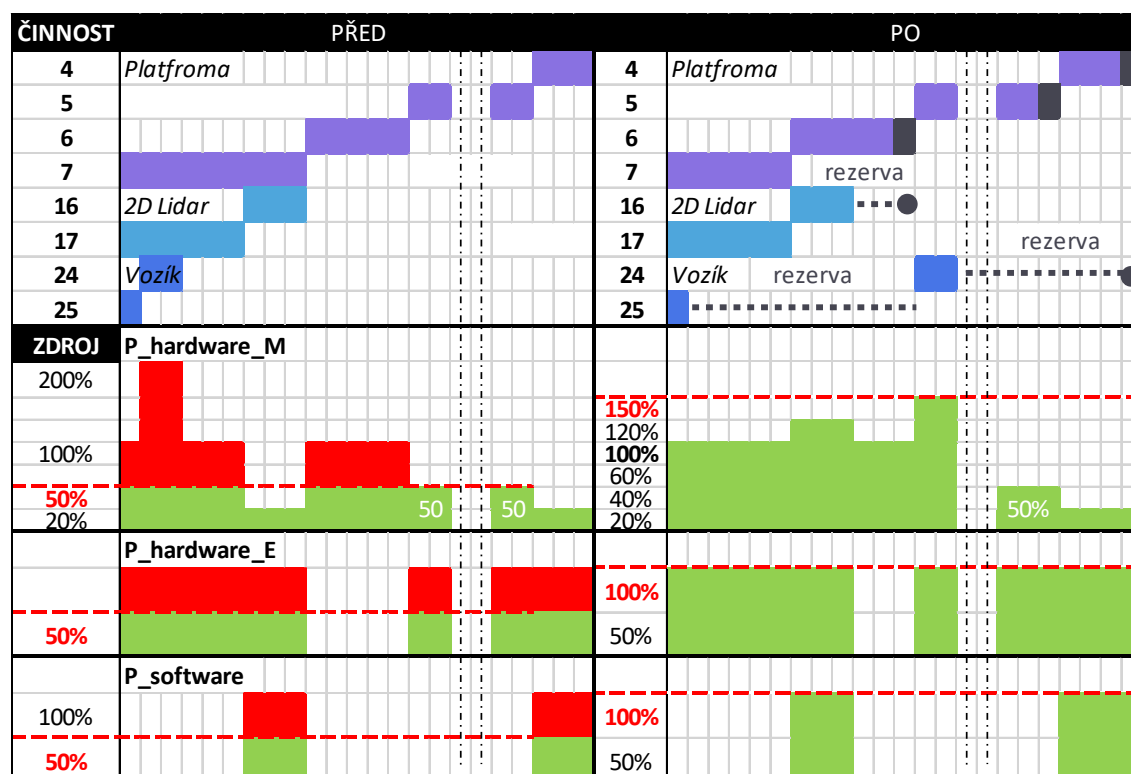 ČINNOST PŘED PO
4 Platfroma 4 Platfroma
5 5
6 6
7 7 rezerva
16 2D Lidar 16 2D Lidar
17 17 rezerva
24 Vozík 24 Vozík rezerva
25 25
ZDROJ P_hardware_M
200%
150%
120%
100% 100%
60%
50% 50 50 40% 50%
20% 20%
P_hardware_E
100%
50% 50%
P_software
100% 100%
50% 50%